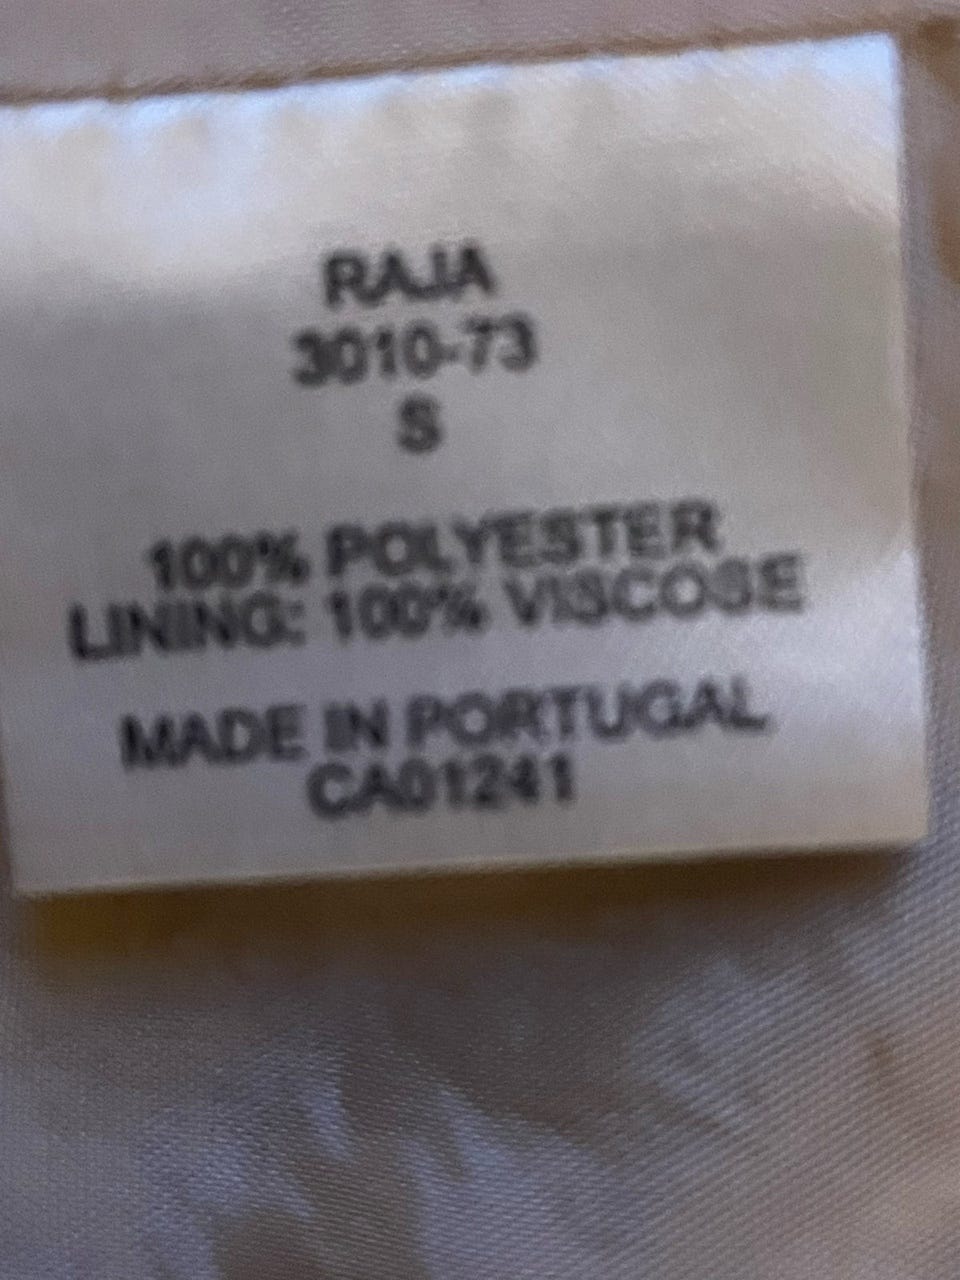 RAJA
3010-73
S
100% POLYESTER
LINING: 100% VISCOSE
MADE IN PORTUGAL
CA01241